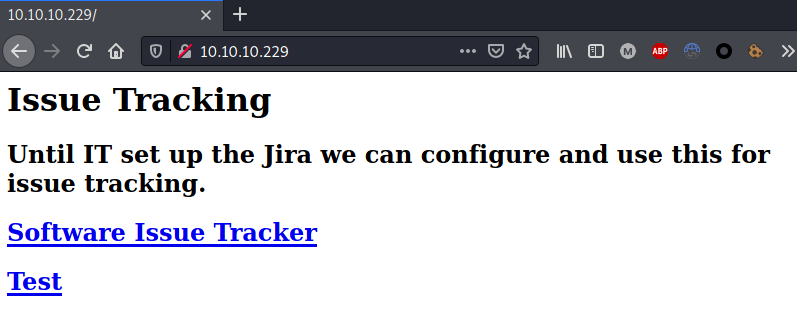 10.10.10.229/
10.10.10.229
M
ABP
Issue Tracking
Until IT set up the Jira we can configure and use this for
issue tracking.
Software Issue Tracker
Test